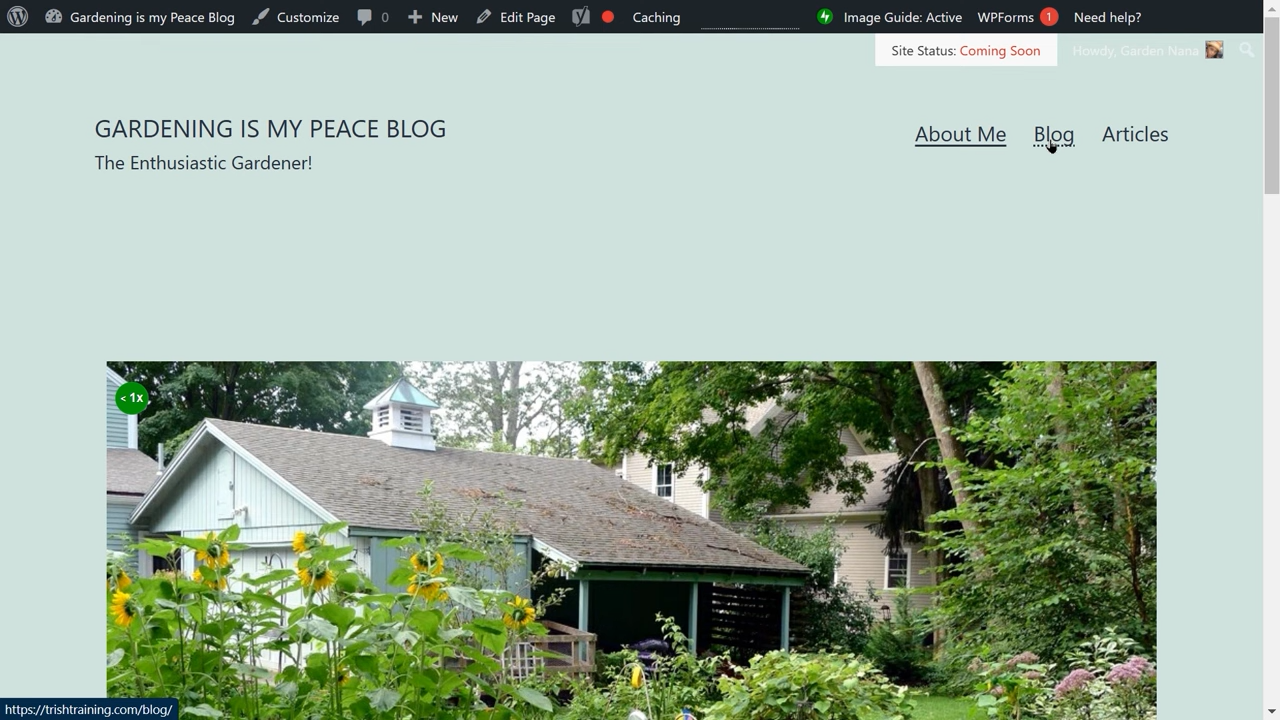 Gardening is my Peace Blog Customize 0 New Edit Page Caching Image Guide: Active WPForms 1 Need help?
Site Status: Coming Soon Howdy, Garden Nana
GARDENING IS MY PEACE BLOG
The Enthusiastic Gardener!
About Me Blog Articles
< 1x
https://trishtraining.com/blog/